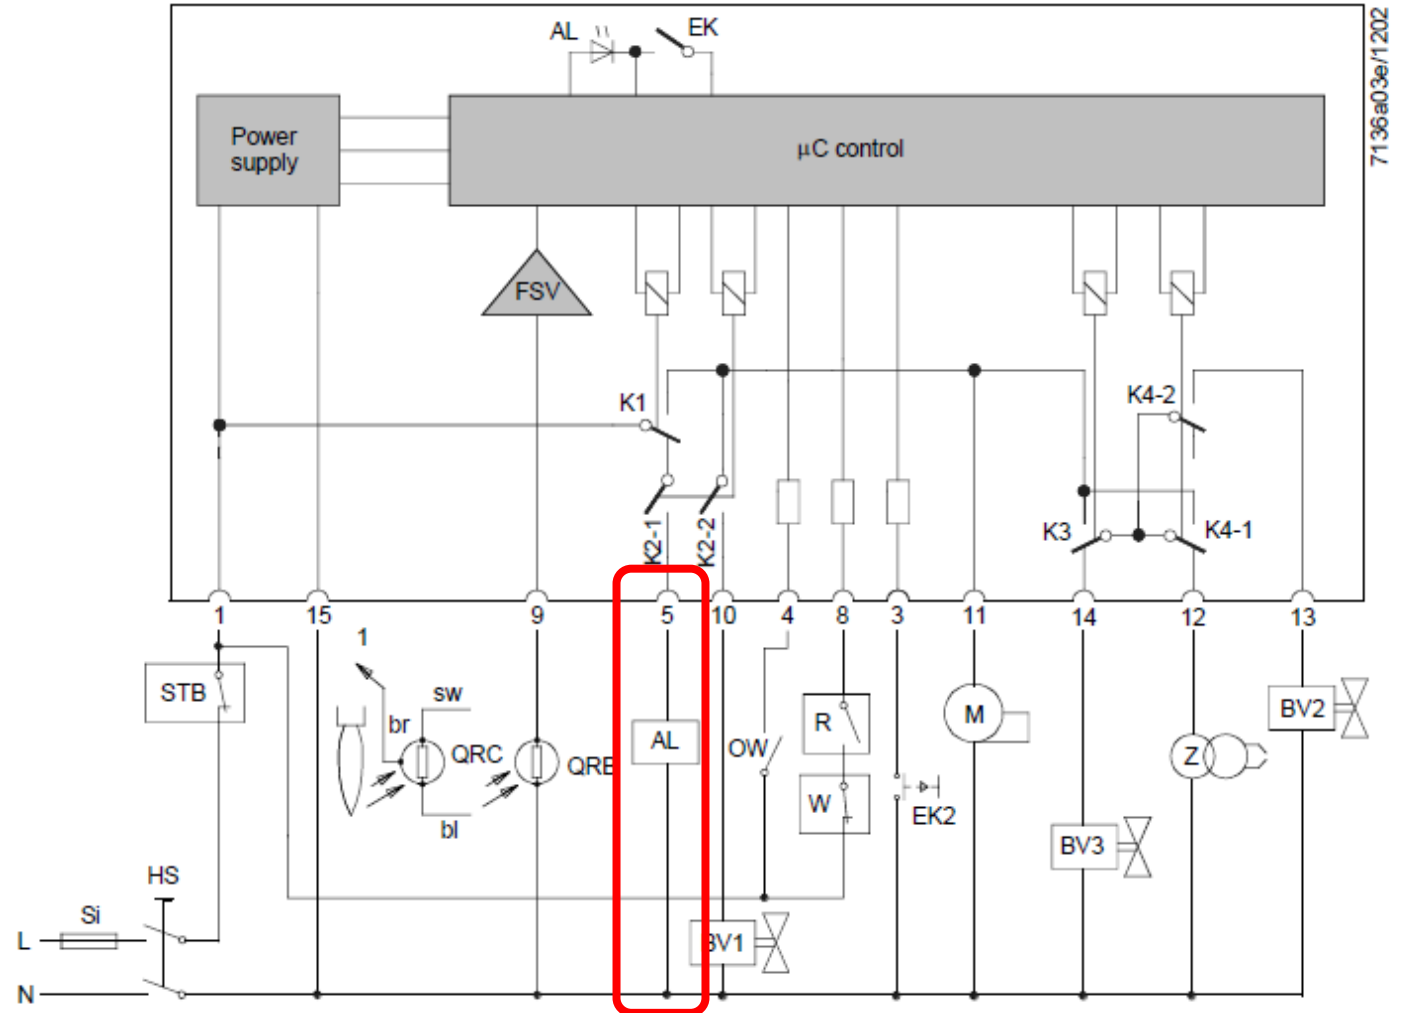 AL
EK
7136a03e/1202
Power
supply
µC control
FSV
K1
K4-2
K2-1
K2-2
K3
K4-1
1
15
9
5
10
4
8
3
11
14
12
13
1
STB
sw
br
QRC
QRB
bl
AL
OW
R
W
EK2
M
Z
BV2
BV3
BV1
HS
Si
L
N